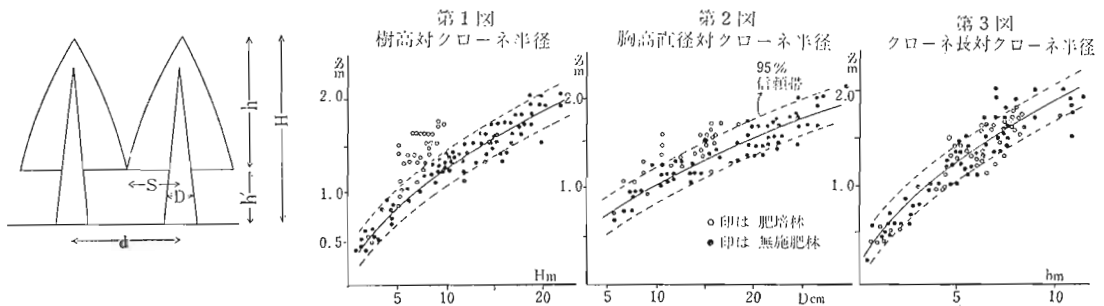 h
H
S
D
h'
d
第1図
樹高対クローネ半径
m
2.0
1.0
0.5
5
10
20
Hm
第2図
胸高直径対クローネ半径
m
2.0
1.0
95%
信頼帯
○印は 肥培林
●印は 無施肥林
5
10
20
Dcm
第3図
クローネ長対クローネ半径
m
2.0
1.0
5
10
hm